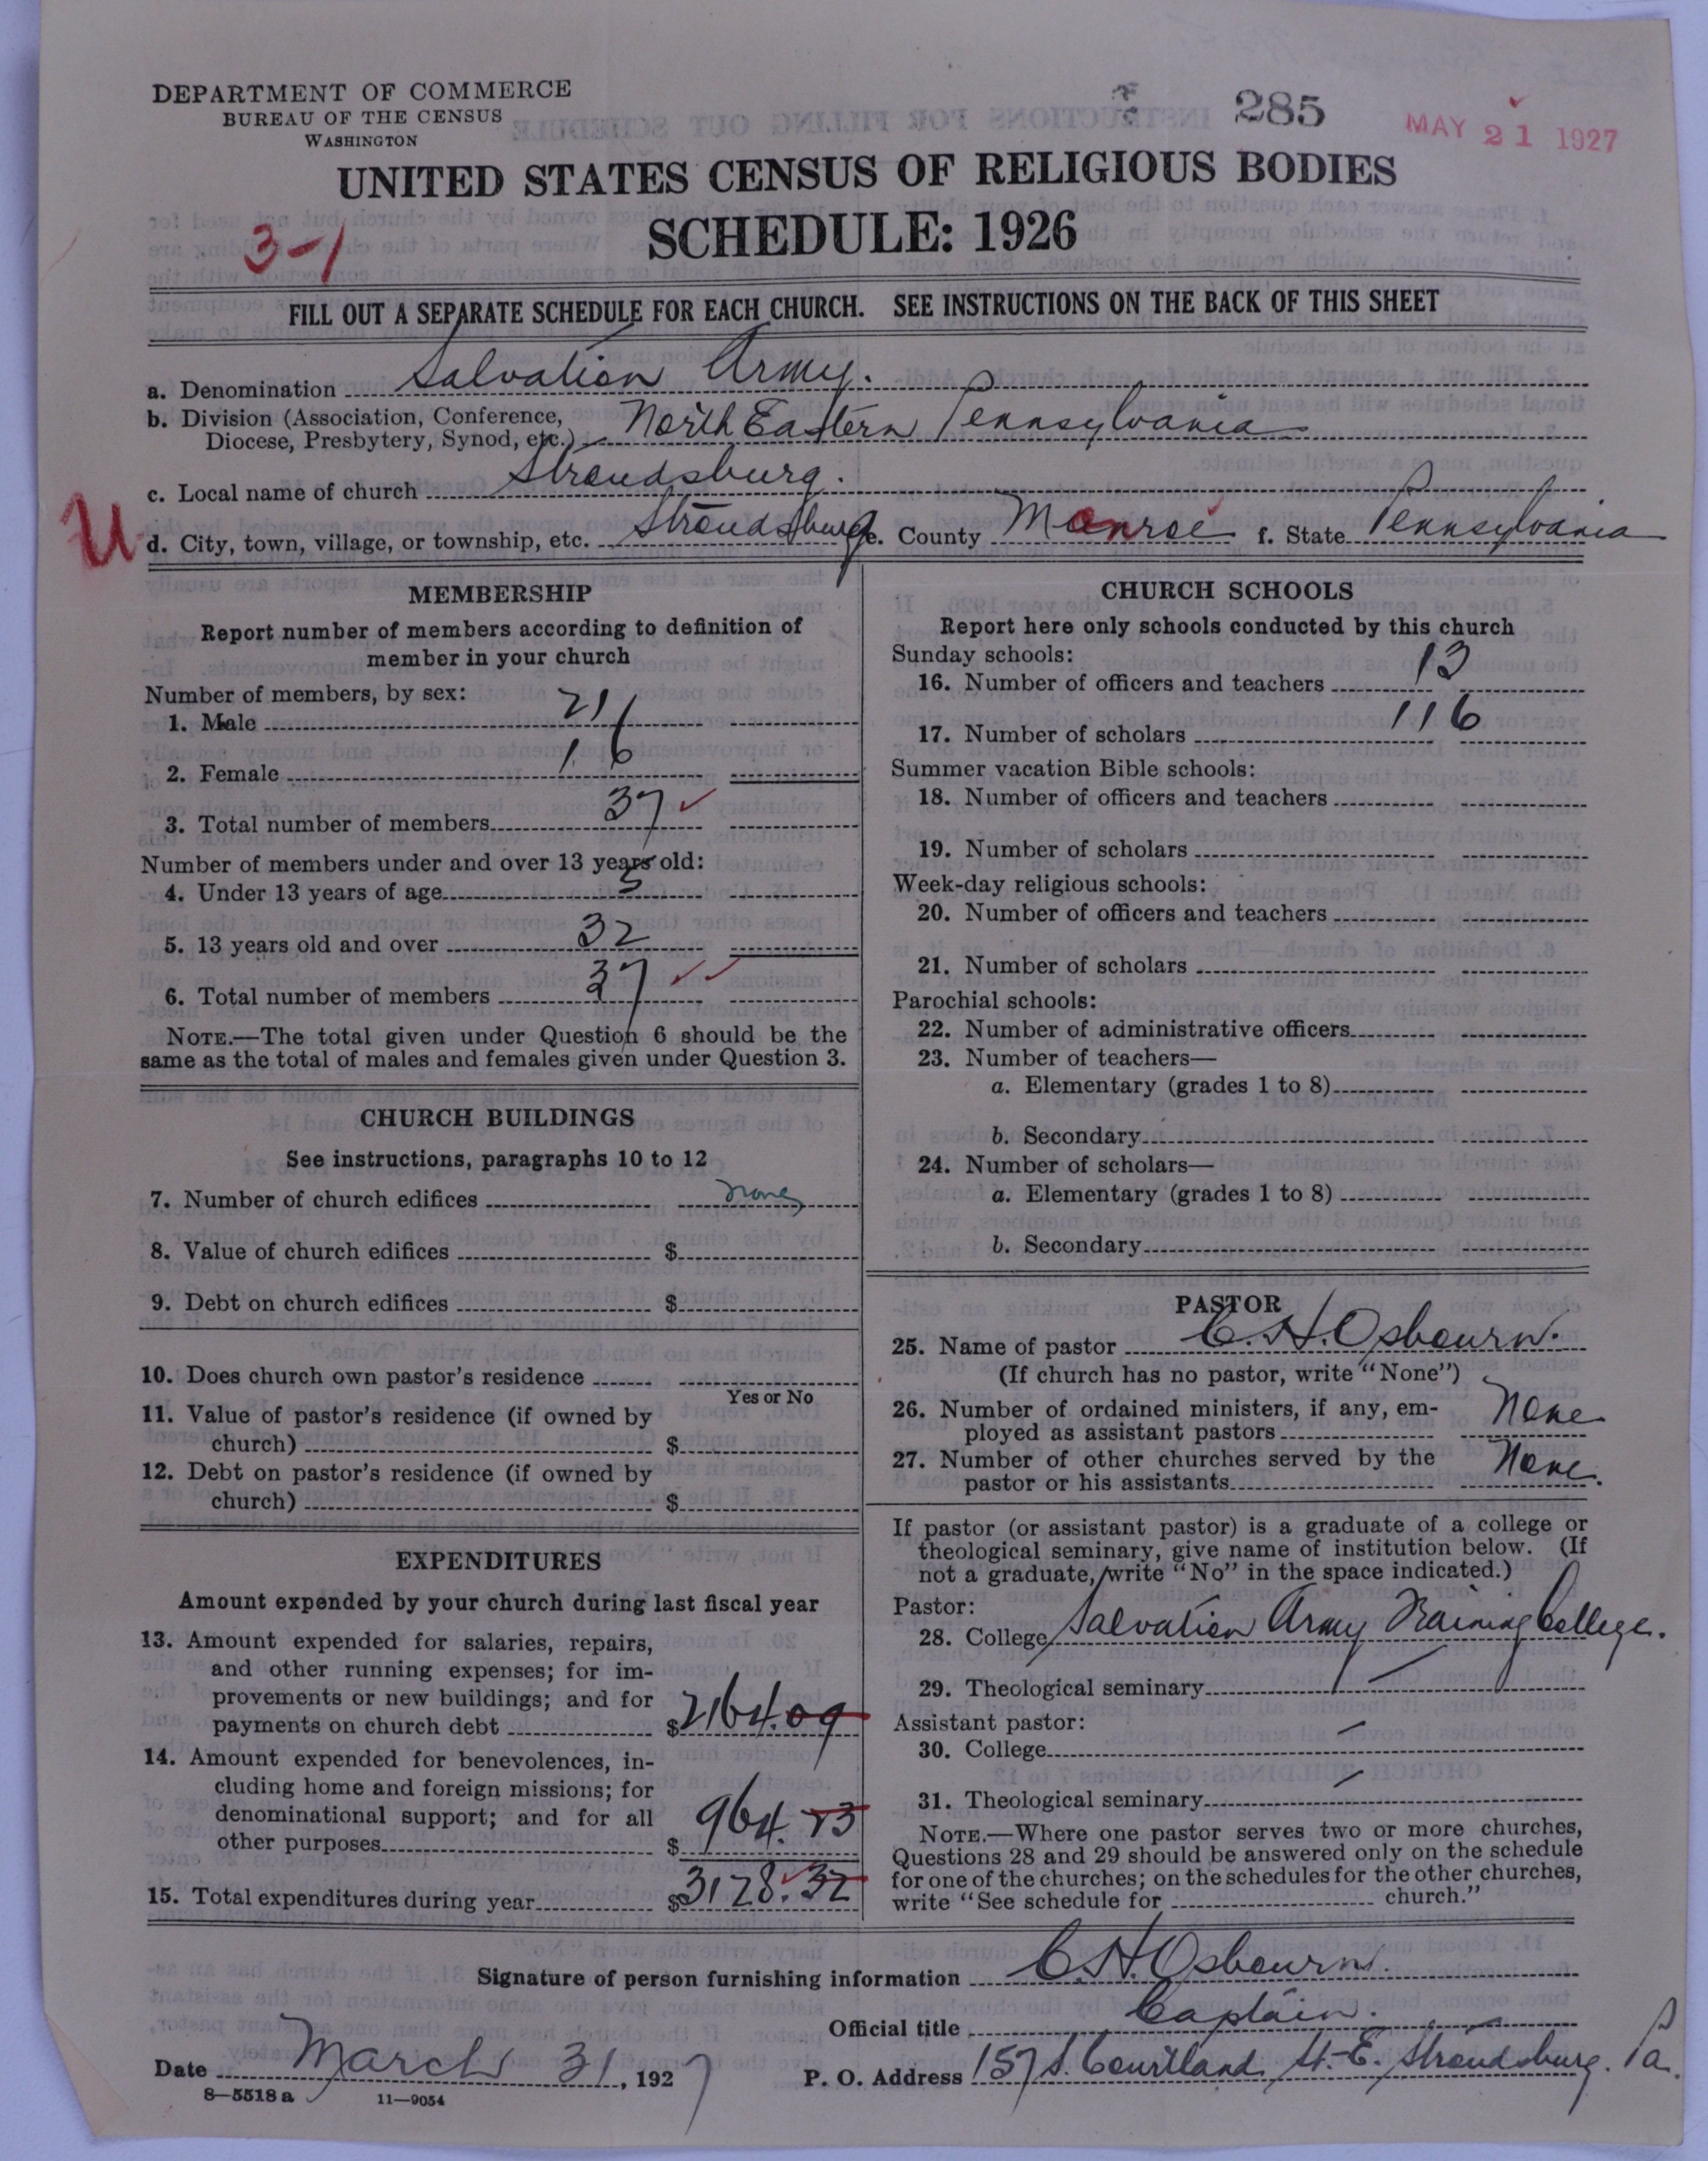 DEPARTMENT OF COMMERCE
BUREAU OF THE CENSUS
WASHINGTON
285
MAY 21 1927
UNITED STATES CENSUS OF RELIGIOUS BODIES
SCHEDULE: 1926
3-1
FILL OUT A SEPARATE SCHEDULE FOR EACH CHURCH. SEE INSTRUCTIONS ON THE BACK OF THIS SHEET
a. Denomination Salvation Army.
b. Division (Association, Conference,
Diocese, Presbytery, Synod, etc.) North Eastern Pennsylvania
c. Local name of church Stroudsburg.
U
d. City, town, village, or township, etc. Stroudsburg e. County Monroe f. State Pennsylvania
MEMBERSHIP
Report number of members according to definition of
member in your church
Number of members, by sex:
1. Male 21
2. Female 16
3. Total number of members 37
Number of members under and over 13 years old:
4. Under 13 years of age 5
5. 13 years old and over 32
6. Total number of members 37
NOTE.—The total given under Question 6 should be the
same as the total of males and females given under Question 3.
CHURCH BUILDINGS
See instructions, paragraphs 10 to 12
7. Number of church edifices none
8. Value of church edifices $
9. Debt on church edifices $
10. Does church own pastor's residence
Yes or No
11. Value of pastor's residence (if owned by
church) $
12. Debt on pastor's residence (if owned by
church) $
EXPENDITURES
Amount expended by your church during last fiscal year
13. Amount expended for salaries, repairs,
and other running expenses; for im-
provements or new buildings; and for
payments on church debt $2164.09
14. Amount expended for benevolences, in-
cluding home and foreign missions; for
denominational support; and for all
other purposes $964.23
15. Total expenditures during year $3128.32
CHURCH SCHOOLS
Report here only schools conducted by this church
Sunday schools:
16. Number of officers and teachers 13
17. Number of scholars 116
Summer vacation Bible schools:
18. Number of officers and teachers
19. Number of scholars
Week-day religious schools:
20. Number of officers and teachers
21. Number of scholars
Parochial schools:
22. Number of administrative officers
23. Number of teachers—
a. Elementary (grades 1 to 8)
b. Secondary
24. Number of scholars—
a. Elementary (grades 1 to 8)
b. Secondary
PASTOR
25. Name of pastor C. H. Osbourn.
(If church has no pastor, write "None")
26. Number of ordained ministers, if any, em-
ployed as assistant pastors None
27. Number of other churches served by the
pastor or his assistants None.
If pastor (or assistant pastor) is a graduate of a college or
theological seminary, give name of institution below. (If
not a graduate, write "No" in the space indicated.)
Pastor:
28. College Salvation Army Training College.
29. Theological seminary —
Assistant pastor:
30. College —
31. Theological seminary —
NOTE.—Where one pastor serves two or more churches,
Questions 28 and 29 should be answered only on the schedule
for one of the churches; on the schedules for the other churches,
write "See schedule for church."
Signature of person furnishing information C. H. Osbourn.
Official title Captain.
Date March 31, 1927
P. O. Address 157 S. Courtland St. E. Stroudsburg. Pa.
8—5518 a 11—9054